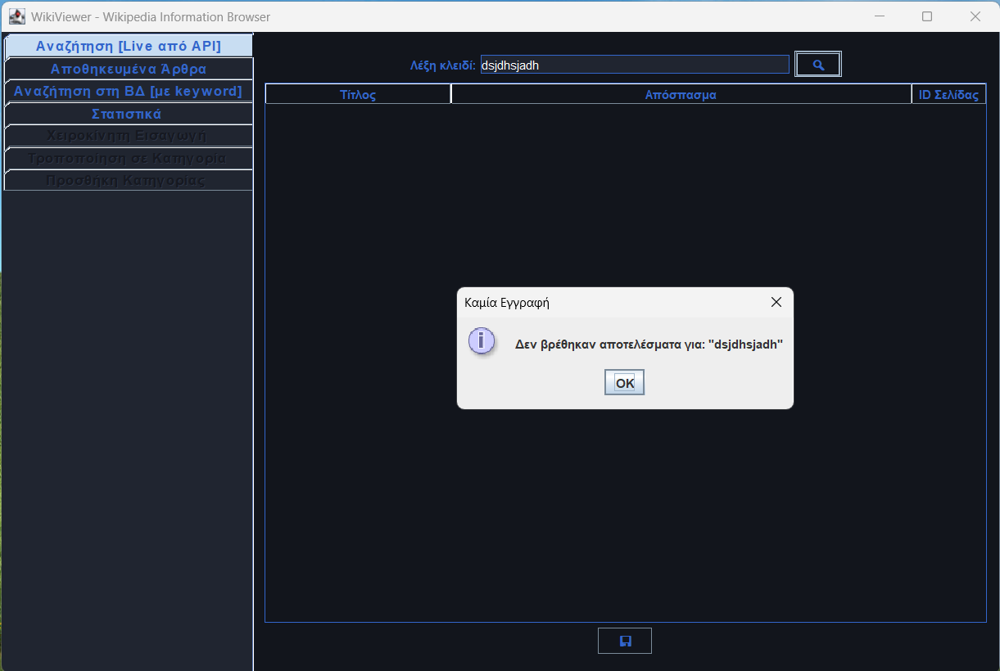 WikiViewer - Wikipedia Information Browser
Αναζήτηση [Live από API]
Αποθηκευμένα Άρθρα
Αναζήτηση στη ΒΔ [με keyword]
Στατιστικά
Χειροκίνητη Εισαγωγή
Τροποποίηση σε Κατηγορία
Προσθήκη Κατηγορίας
Λέξη κλειδί: dsjdhsjadh
Τίτλος Απόσπασμα ID Σελίδας
Καμία Εγγραφή
Δεν βρέθηκαν αποτελέσματα για: "dsjdhsjadh"
OK